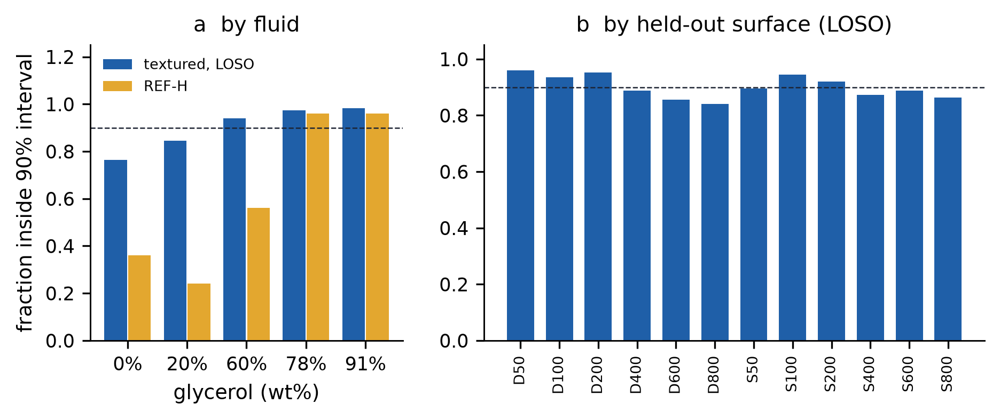 a by fluid
fraction inside 90% interval
1.2
1.0
0.8
0.6
0.4
0.2
0.0
textured, LOSO
REF-H
0% 20% 60% 78% 91%
glycerol (wt%)
b by held-out surface (LOSO)
1.0
0.8
0.6
0.4
0.2
0.0
D50
D100
D200
D400
D600
D800
S50
S100
S200
S400
S600
S800